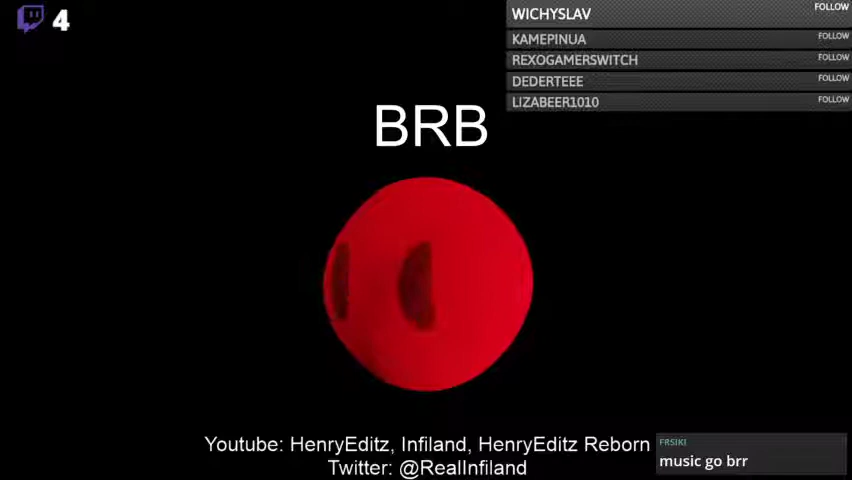 4
WICHYSLAV FOLLOW
KAMEPINUA FOLLOW
REXOGAMERSWITCH FOLLOW
DEDERTEEE FOLLOW
LIZABEER1010 FOLLOW
BRB
Youtube: HenryEditz, Infiland, HenryEditz Reborn
Twitter: @RealInfiland
FRSIKI
music go brr